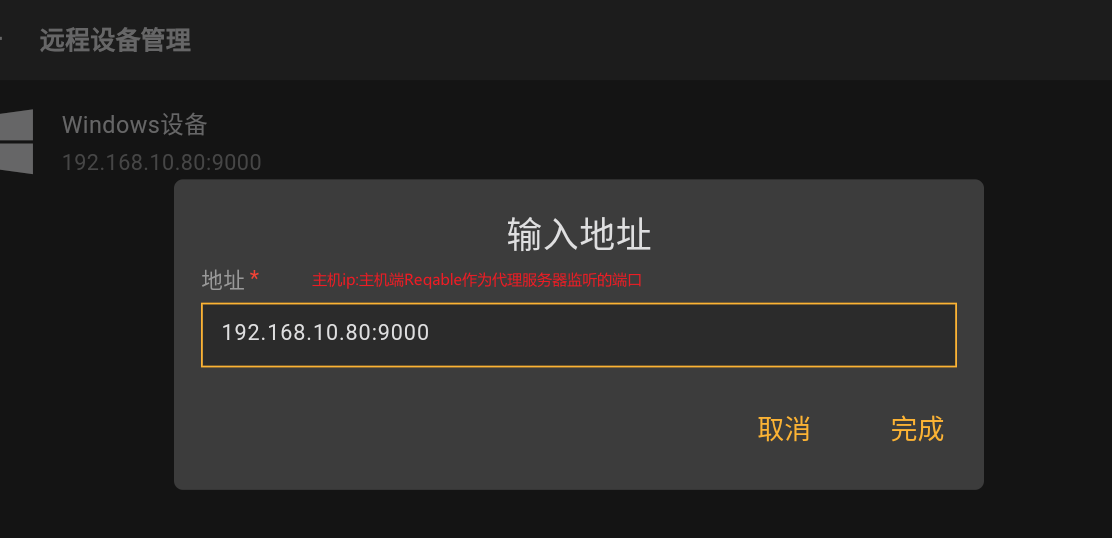 远程设备管理
Windows设备
192.168.10.80:9000
输入地址
地址 * 主机ip:主机端Reqable作为代理服务器监听的端口
192.168.10.80:9000
取消 完成